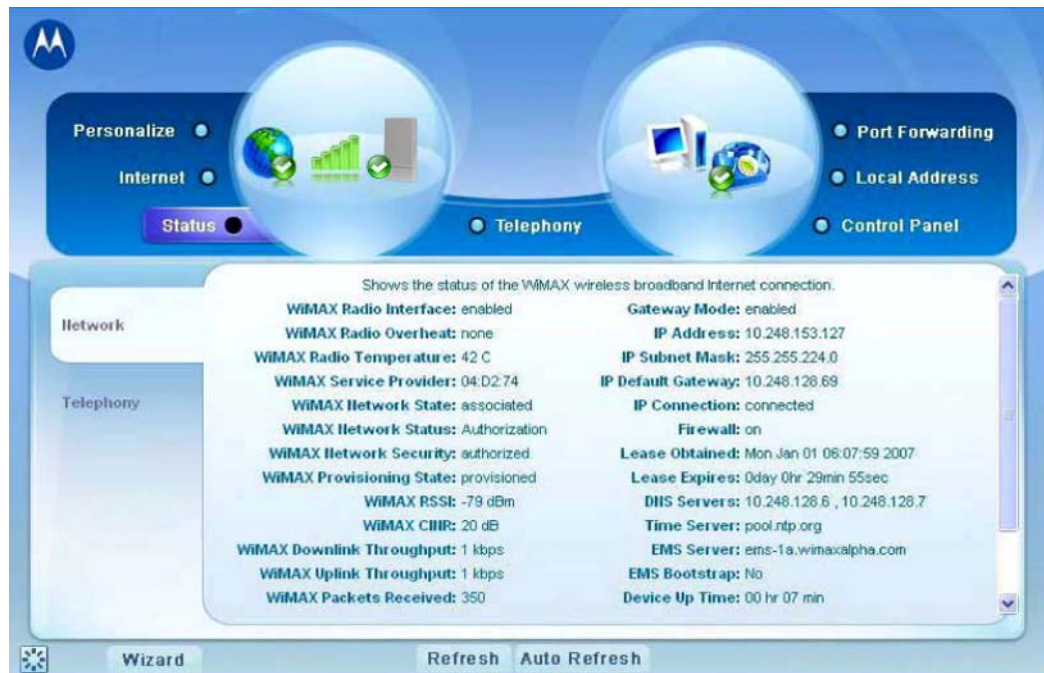 Personalize
Internet
Status
Telephony
Port Forwarding
Local Address
Control Panel
Network
Telephony
Shows the status of the WiMAX wireless broadband Internet connection.
WiMAX Radio Interface: enabled
WiMAX Radio Overheat: none
WiMAX Radio Temperature: 42 C
WiMAX Service Provider: 04:D2:74
WiMAX Network State: associated
WiMAX Network Status: Authorization
WiMAX Network Security: authorized
WiMAX Provisioning State: provisioned
WiMAX RSSI: -79 dBm
WiMAX CINR: 20 dB
WiMAX Downlink Throughput: 1 kbps
WiMAX Uplink Throughput: 1 kbps
WiMAX Packets Received: 350
Gateway Mode: enabled
IP Address: 10.248.153.127
IP Subnet Mask: 255.255.224.0
IP Default Gateway: 10.248.128.69
IP Connection: connected
Firewall: on
Lease Obtained: Mon Jan 01 06:07:59 2007
Lease Expires: 0day 0hr 29min 55sec
DNS Servers: 10.248.128.6 , 10.248.128.7
Time Server: pool.ntp.org
EMS Server: ems-1a.wimaxalpha.com
EMS Bootstrap: No
Device Up Time: 00 hr 07 min
Wizard
Refresh
Auto Refresh